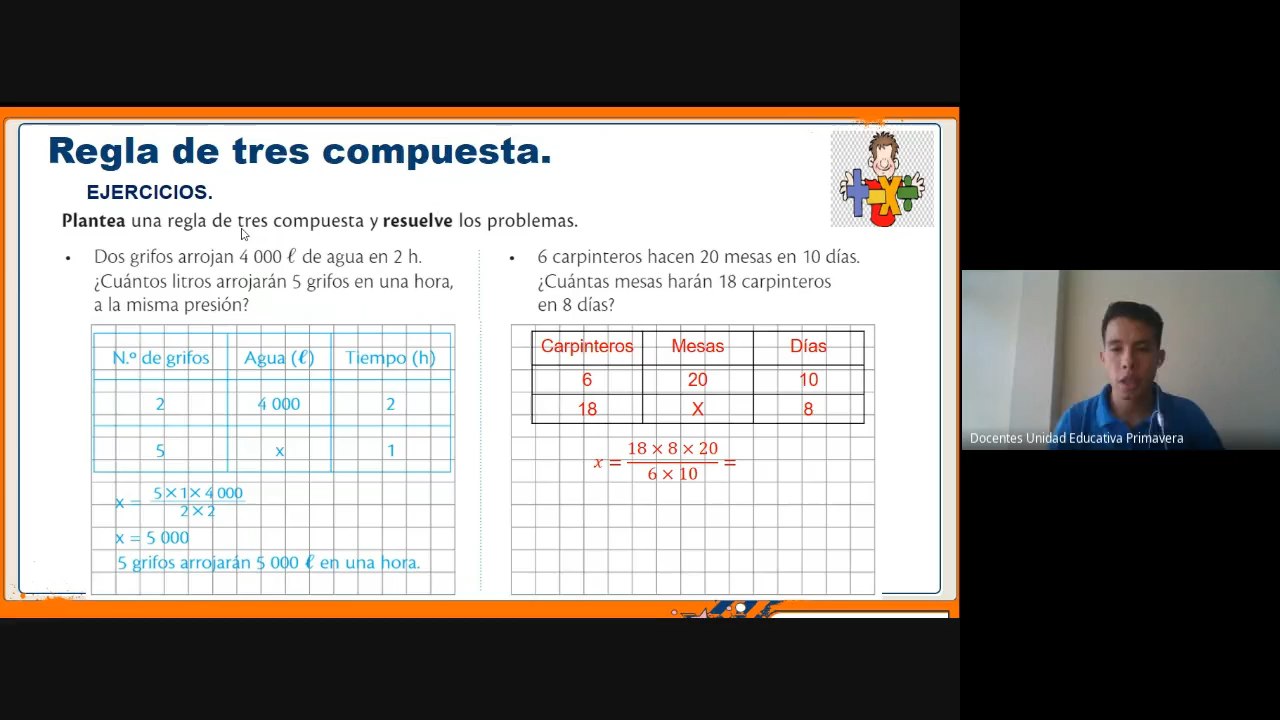 Regla de tres compuesta.
EJERCICIOS.
Plantea una regla de tres compuesta y resuelve los problemas.
• Dos grifos arrojan 4 000 ℓ de agua en 2 h.
¿Cuántos litros arrojarán 5 grifos en una hora,
a la misma presión?
N.º de grifos Agua (ℓ) Tiempo (h)
2 4 000 2
5 x 1
x = 5 × 1 × 4 000 / 2 × 2
x = 5 000
5 grifos arrojarán 5 000 ℓ en una hora.
• 6 carpinteros hacen 20 mesas en 10 días.
¿Cuántas mesas harán 18 carpinteros
en 8 días?
Carpinteros Mesas Días
6 20 10
18 X 8
x = 18 × 8 × 20 / 6 × 10 =
Docentes Unidad Educativa Primavera